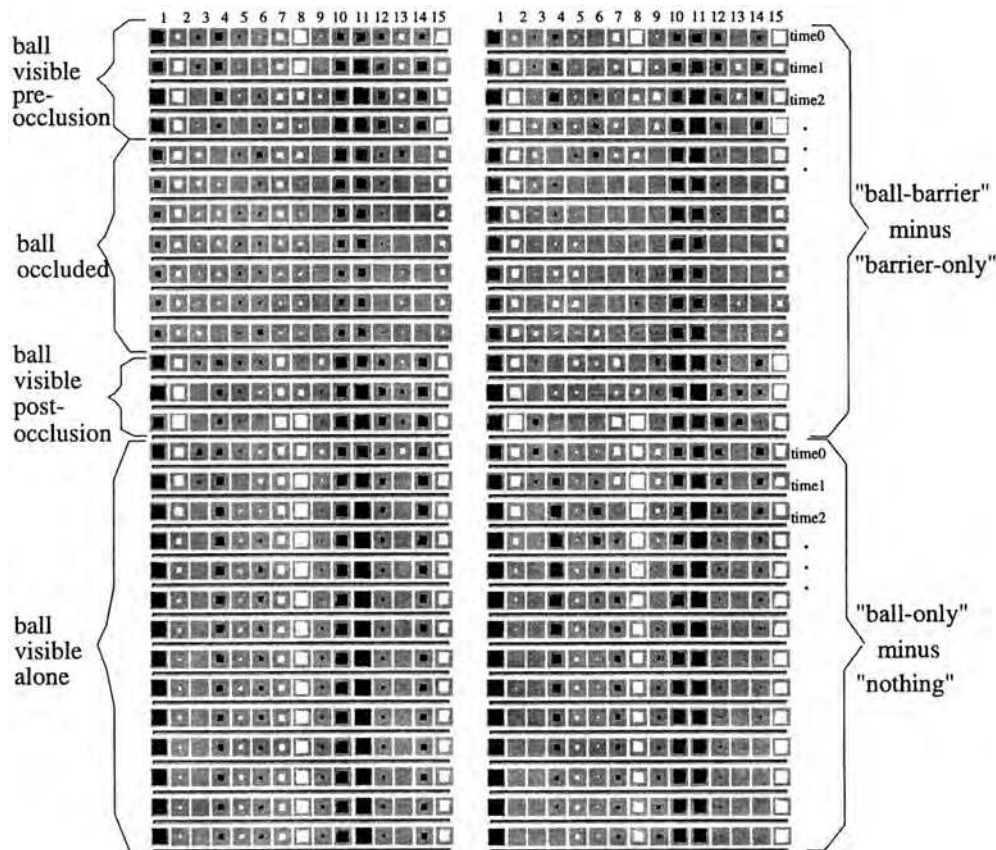 1 2 3 4 5 6 7 8 9 10 11 12 13 14 15
1 2 3 4 5 6 7 8 9 10 11 12 13 14 15
ball
visible
pre-
occlusion
ball
occluded
ball
visible
post-
occlusion
ball
visible
alone
time0
time1
time2
"ball-barrier"
minus
"barrier-only"
time0
time1
time2
"ball-only"
minus
"nothing"